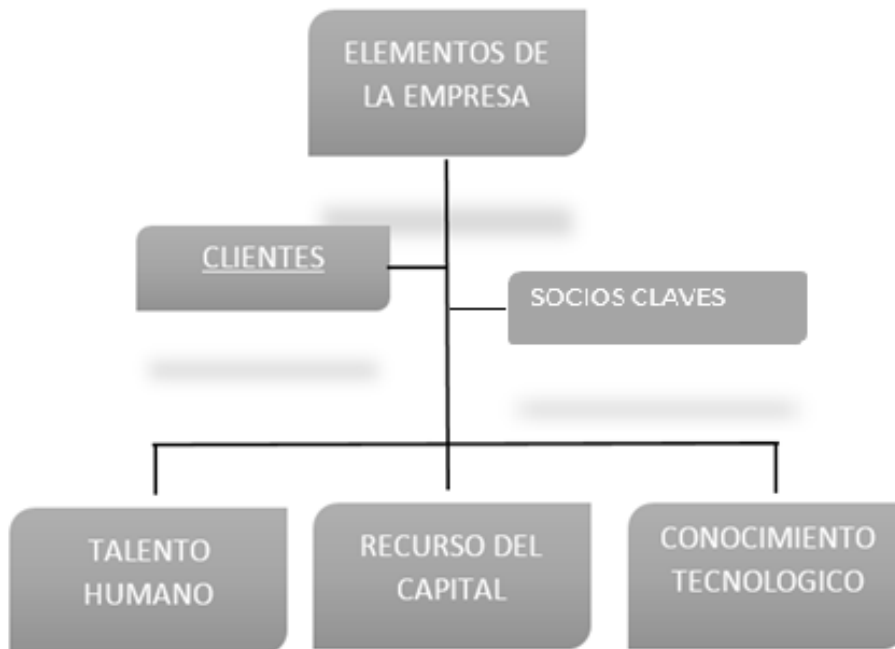 ELEMENTOS DE
LA EMPRESA
CLIENTES
SOCIOS CLAVES
TALENTO
HUMANO
RECURSO DEL
CAPITAL
CONOCIMIENTO
TECNOLOGICO